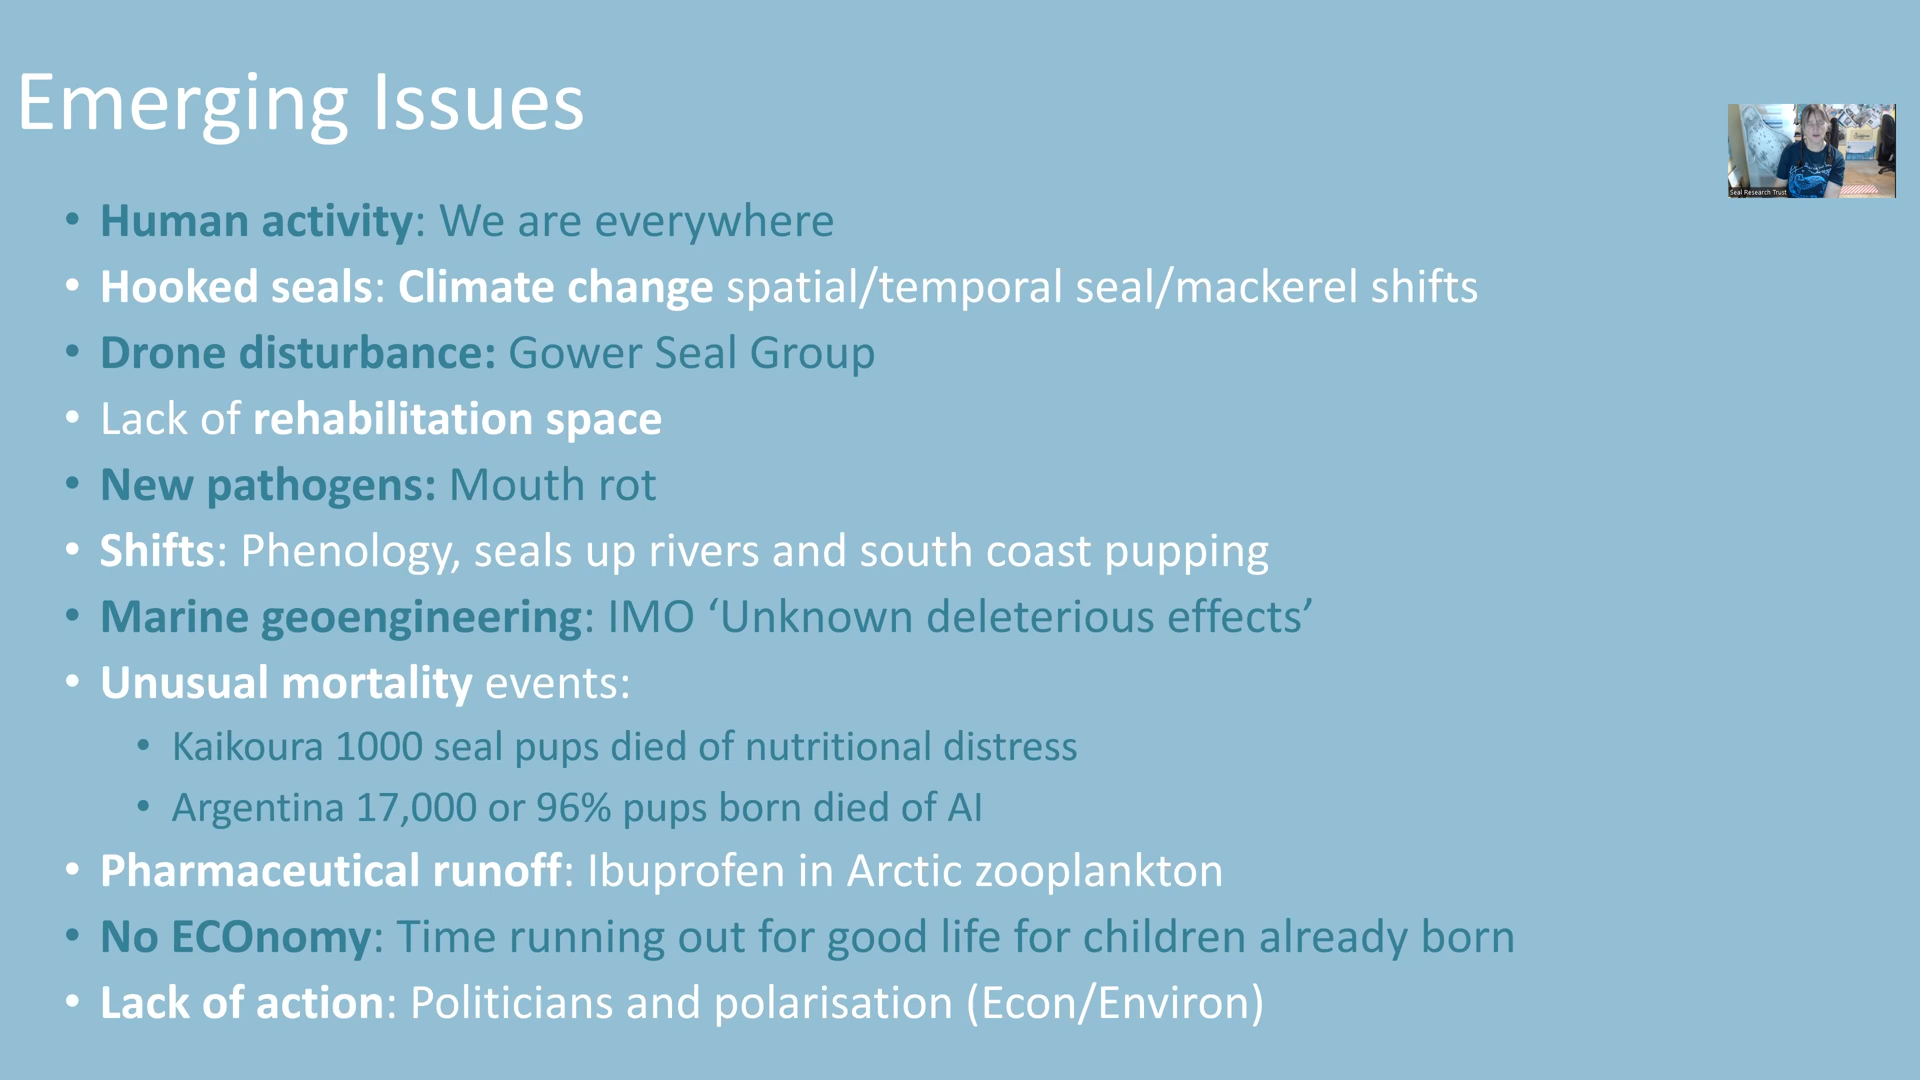 Emerging Issues
Seal Research Trust
• Human activity: We are everywhere
• Hooked seals: Climate change spatial/temporal seal/mackerel shifts
• Drone disturbance: Gower Seal Group
• Lack of rehabilitation space
• New pathogens: Mouth rot
• Shifts: Phenology, seals up rivers and south coast pupping
• Marine geoengineering: IMO ‘Unknown deleterious effects’
• Unusual mortality events:
• Kaikoura 1000 seal pups died of nutritional distress
• Argentina 17,000 or 96% pups born died of AI
• Pharmaceutical runoff: Ibuprofen in Arctic zooplankton
• No ECOnomy: Time running out for good life for children already born
• Lack of action: Politicians and polarisation (Econ/Environ)